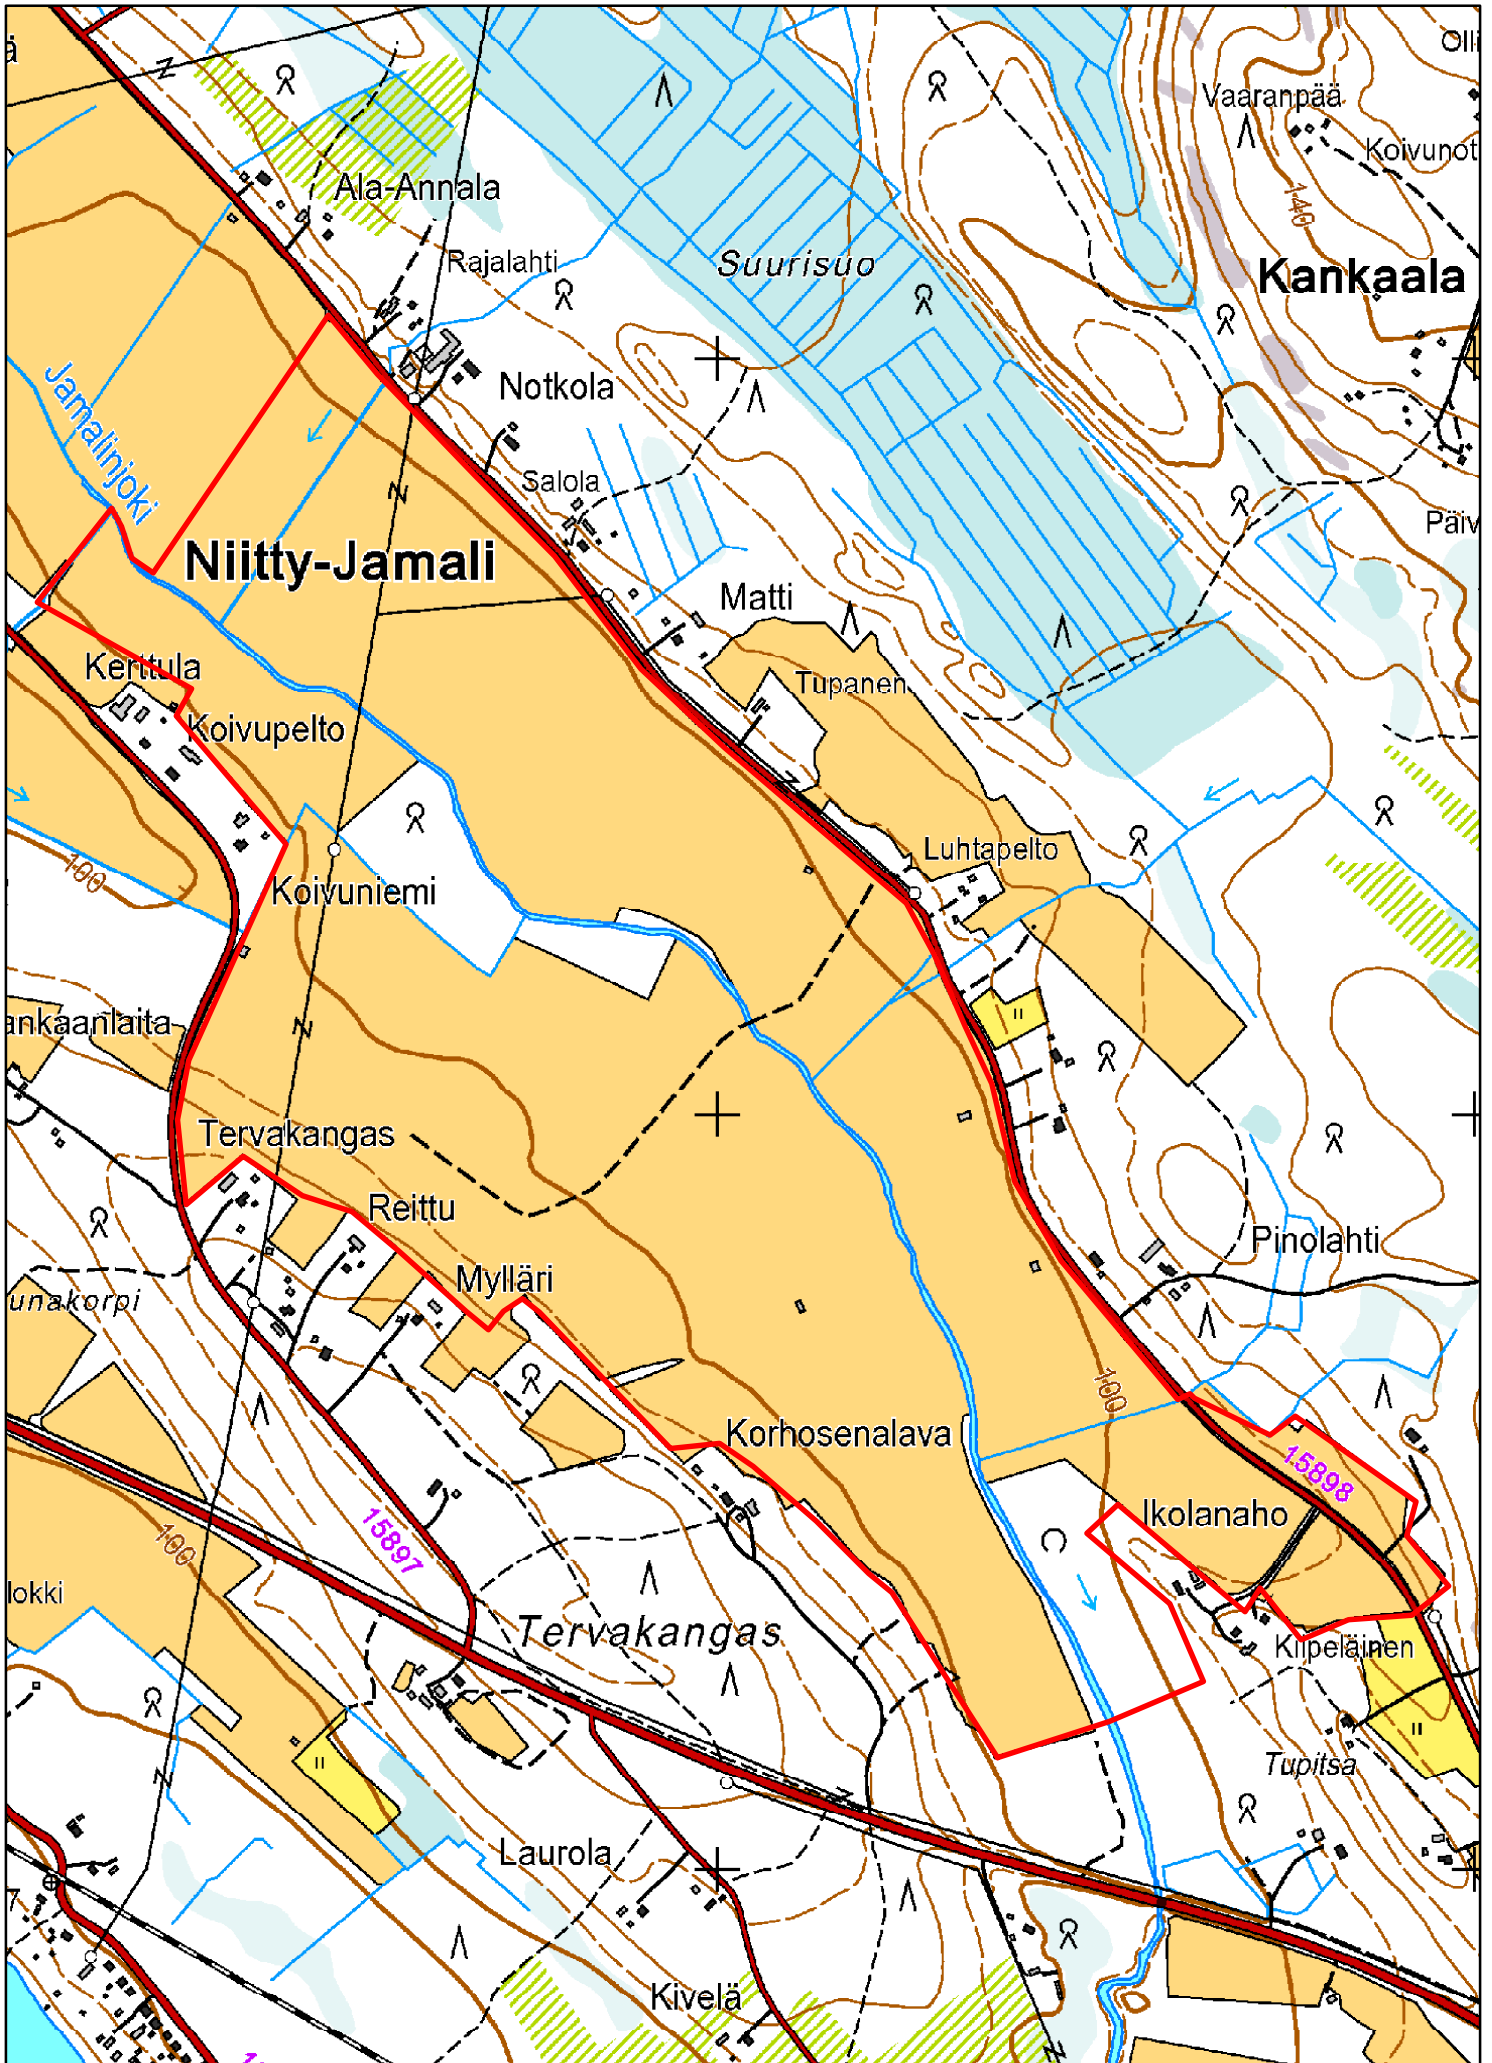 Olli
Vaaranpää
Koivunot
Ala-Annala
140
Rajalahti
Suurisuo
Kankaala
Jamalinjoki
Notkola
Salola
Päiv
Niitty-Jamali
Matti
Kerttula
Tupanen
Koivupelto
Luhtapelto
100
Koivuniemi
ankaanlaita
Tervakangas
Reittu
Pinolahti
Mylläri
unakorpi
100
Korhosenalava
15898
Ikolanaho
15897
100
lokki
Tervakangas
Kilpeläinen
Tupitsa
Laurola
Kivelä